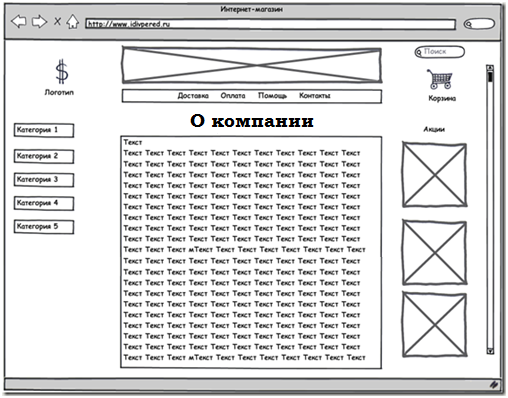 Интернет-магазин
http://www.idivpered.ru
Поиск
Логотип
Корзина
Доставка Оплата Помощь Контакты
О компании
Акции
Категория 1
Категория 2
Категория 3
Категория 4
Категория 5
Текст
Текст Текст Текст Текст Текст Текст Текст Текст Текст Текст Текст
Текст Текст Текст Текст Текст Текст Текст Текст Текст Текст Текст
Текст Текст Текст Текст Текст Текст Текст Текст Текст Текст Текст
Текст Текст Текст Текст Текст Текст Текст Текст Текст Текст Текст
Текст Текст Текст Текст Текст Текст Текст Текст Текст Текст Текст
Текст Текст Текст Текст Текст Текст Текст Текст Текст Текст Текст
Текст Текст Текст Текст Текст Текст Текст Текст Текст Текст Текст
Текст Текст Текст Текст Текст Текст Текст Текст Текст Текст Текст
Текст Текст Текст Текст Текст Текст Текст Текст Текст Текст Текст
Текст Текст Текст мТекст Текст Текст Текст Текст Текст Текст Текст
Текст Текст Текст Текст Текст Текст Текст Текст Текст Текст Текст
Текст Текст Текст Текст Текст Текст Текст Текст Текст Текст Текст
Текст Текст Текст Текст Текст Текст Текст Текст Текст Текст Текст
Текст Текст Текст Текст Текст Текст Текст Текст Текст Текст Текст
Текст Текст Текст Текст Текст Текст Текст Текст Текст Текст Текст
Текст Текст Текст Текст Текст Текст Текст Текст Текст Текст Текст
Текст Текст Текст Текст Текст Текст Текст Текст Текст Текст Текст
Текст Текст Текст Текст Текст Текст Текст Текст Текст Текст Текст
Текст Текст Текст Текст Текст Текст Текст Текст Текст Текст Текст
Текст Текст Текст мТекст Текст Текст Текст Текст Текст Текст Текст